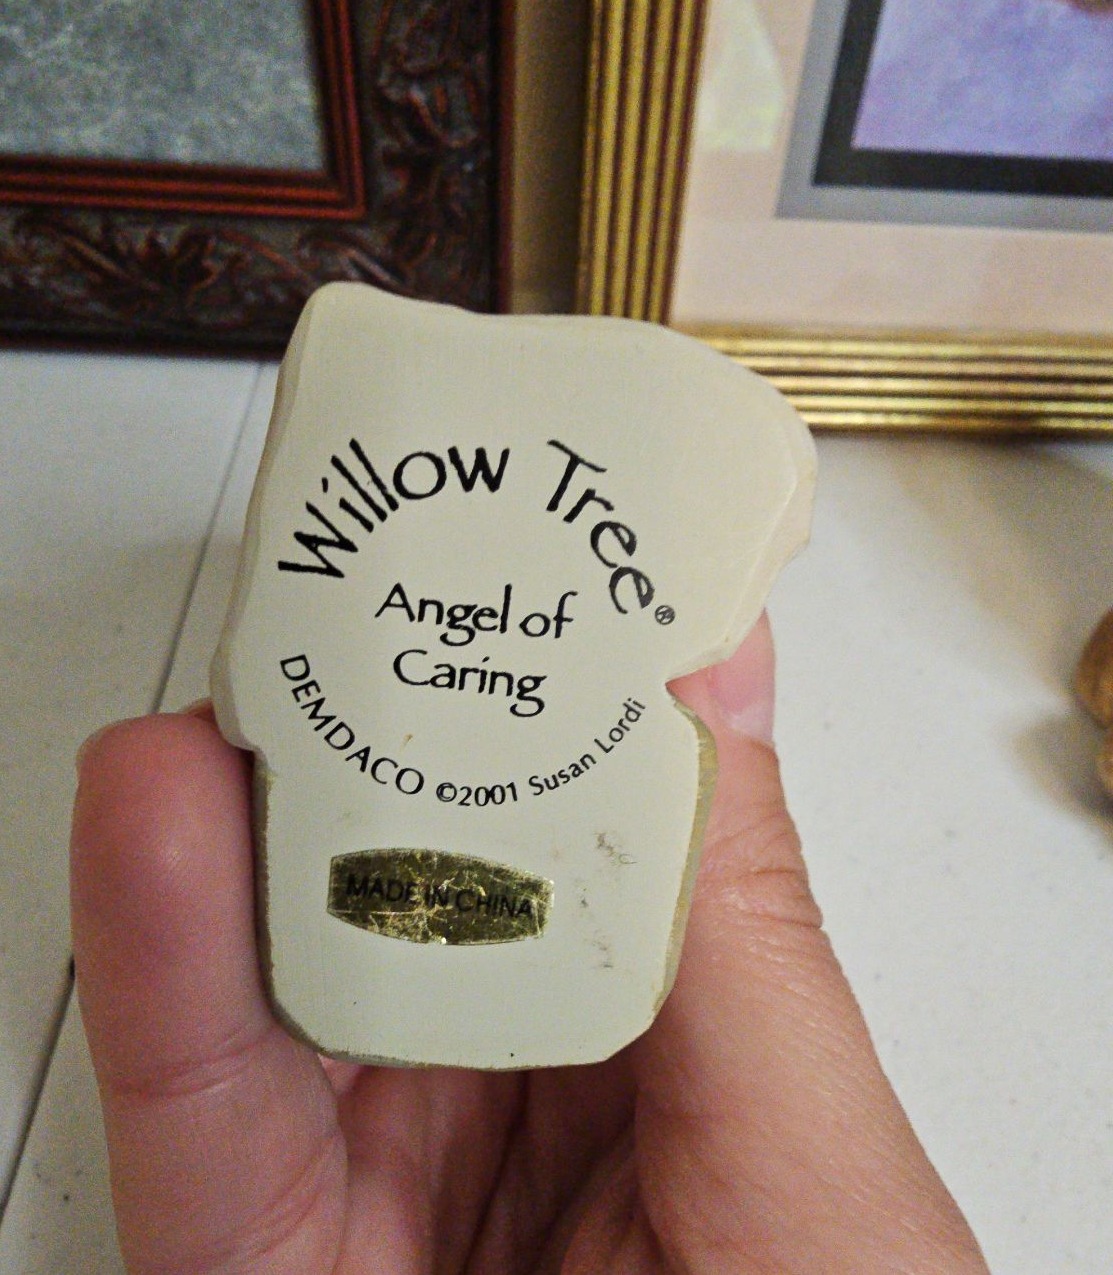 Willow Tree®
Angel of
Caring
DEMDACO ©2001 Susan Lordi
MADE IN CHINA